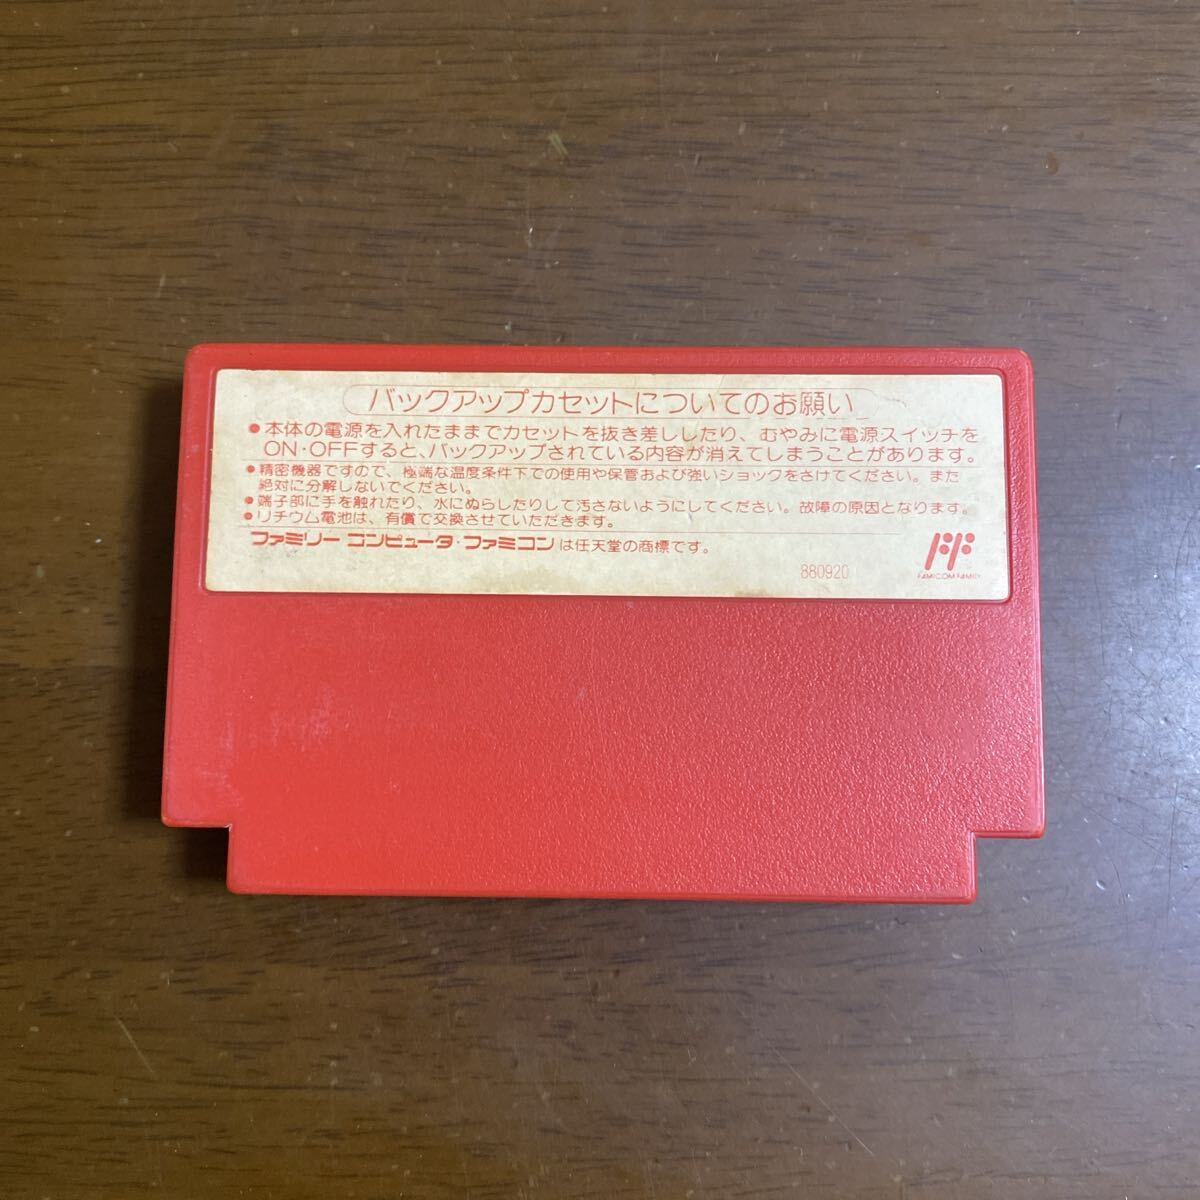 バックアップカセットについてのお願い
●本体の電源を入れたままでカセットを抜き差ししたり、むやみに電源スイッチを
ON・OFFすると、バックアップされている内容が消えてしまうことがあります。
●精密機器ですので、極端な温度条件下での使用や保管および強いショックをさけてください。また
絶対に分解しないでください。
●端子部に手を触れたり、水にぬらしたりして汚さないようにしてください。故障の原因となります。
●リチウム電池は、有償で交換させていただきます。
ファミリーコンピュータ・ファミコンは任天堂の商標です。
880920
FAMICOM FAMILY